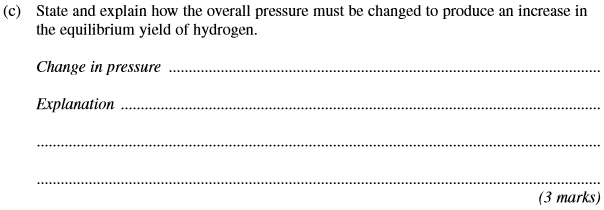 (c) State and explain how the overall pressure must be changed to produce an increase in
the equilibrium yield of hydrogen.
Change in pressure ............................................................................................................
Explanation ........................................................................................................................
.............................................................................................................................................
.............................................................................................................................................
(3 marks)